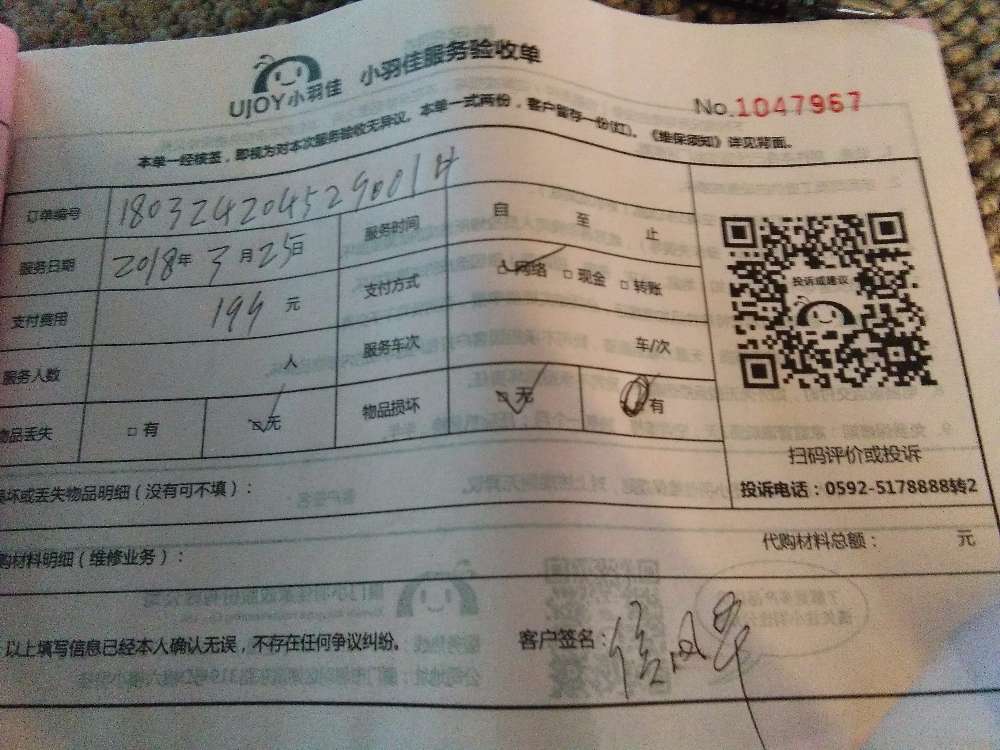 UJOY小羽佳 小羽佳服务验收单
No.1047967
本单一经核签，即视为对本次服务验收无异议。本单一式两份，客户留存一份(红)。《维保须知》详见背面。
订单编号
服务时间 自 至 止
服务日期 2018年 3月25日
支付方式 网络 □ 现金 □ 转账
支付费用 199 元
服务人数 人
服务车次 车/次
物品丢失 □ 有 □ 无
物品损坏 □ 无 有
投诉或建议
扫码评价或投诉
投诉电话：0592-5178888转2
损坏或丢失物品明细（没有可不填）：
购材料明细（维修业务）：
代购材料总额： 元
以上填写信息已经本人确认无误，不存在任何争议纠纷。
客户签名: